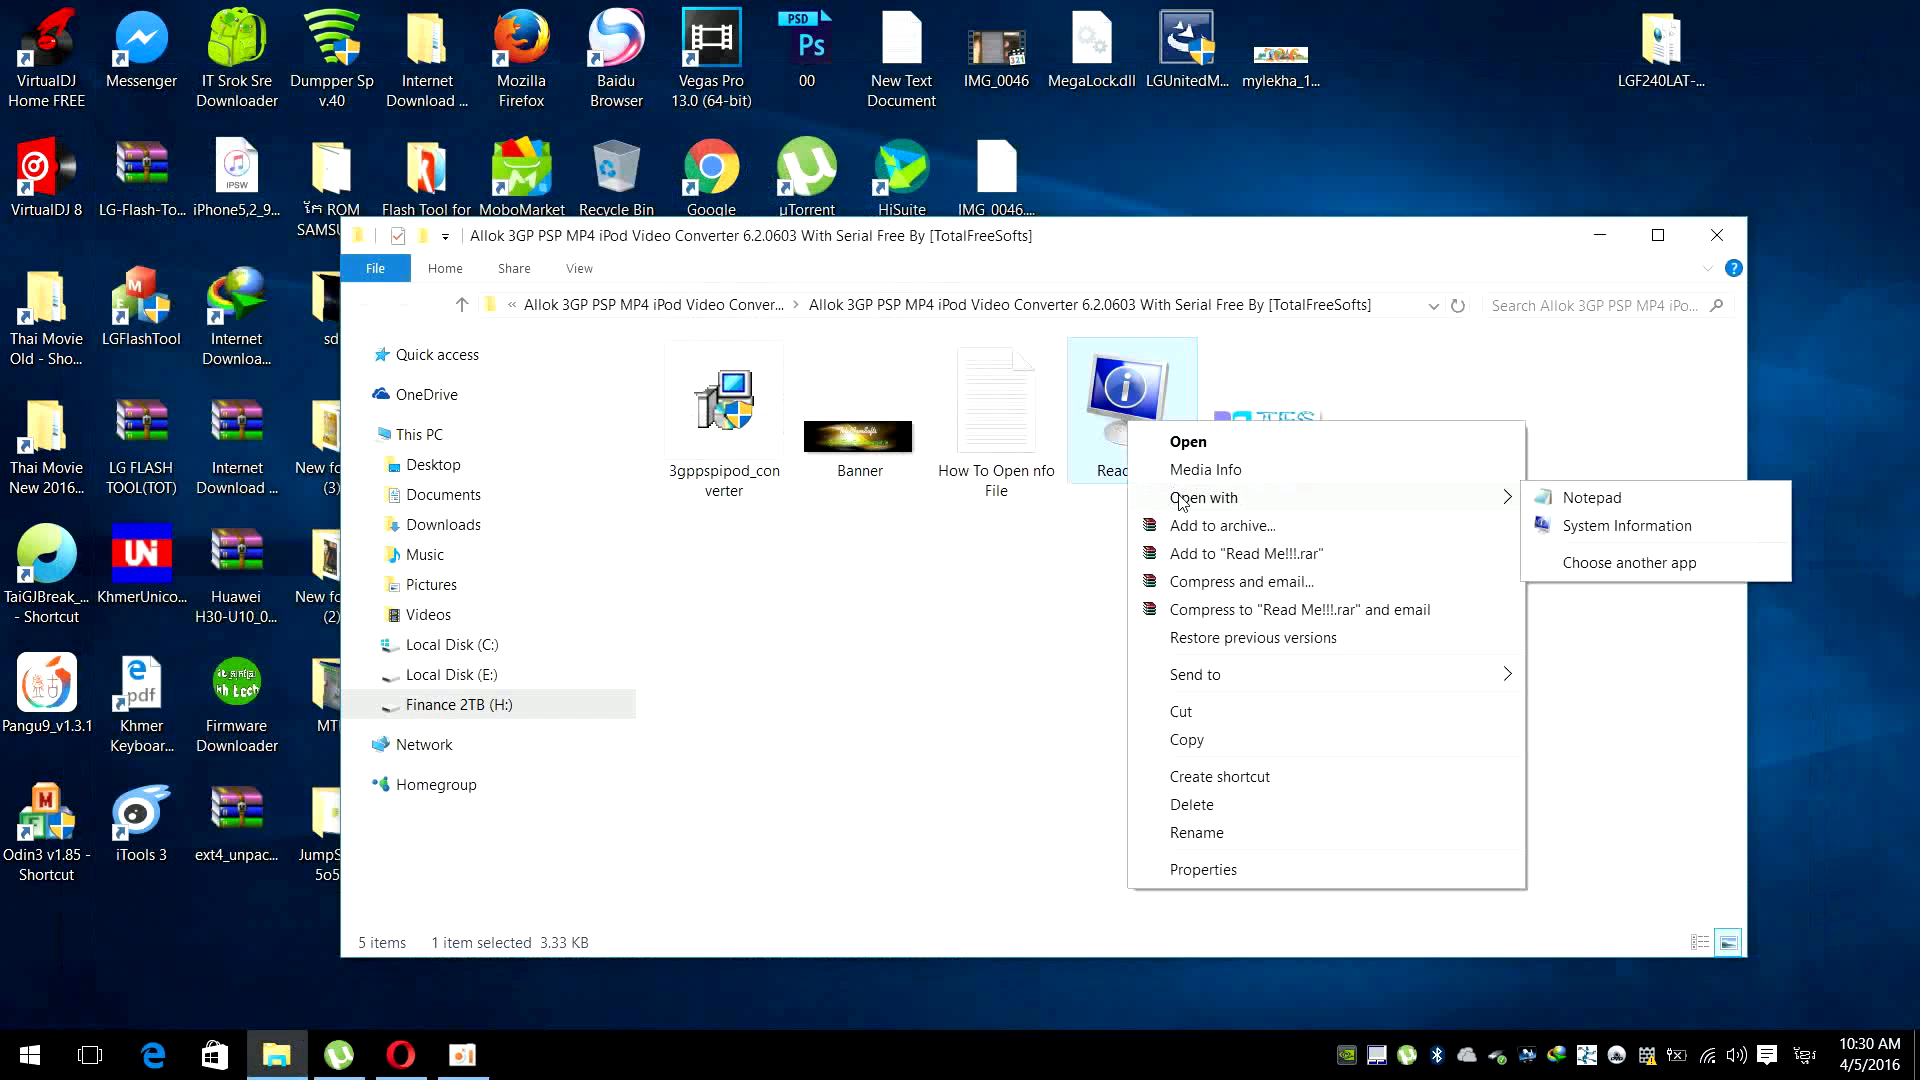 VirtualDJ Home FREE
Messenger
IT Srok Sre Downloader
Dumpper Sp v.40
Internet Download ...
Mozilla Firefox
Baidu Browser
Vegas Pro 13.0 (64-bit)
PSD
Ps
00
New Text Document
321
IMG_0046
MegaLock.dll
LGUnitedM...
mylekha_1...
LGF240LAT-...
VirtualDJ 8
LG-Flash-To...
IPSW
iPhone5,2_9...
ROM SAMSU
Flash Tool for
MoboMarket
Recycle Bin
Google
µTorrent
HiSuite
IMG_0046....
Thai Movie Old - Sho...
LGFlashTool
Internet Downloa...
sd
Thai Movie New 2016...
LG FLASH TOOL(TOT)
Internet Download ...
New fo (3)
TaiGJBreak_... - Shortcut
UNi
KhmerUnico...
Huawei H30-U10_0...
New fo (2)
Pangu9_v1.3.1
pdf
Khmer Keyboar...
kh tech
Firmware Downloader
MT
Odin3 v1.85 - Shortcut
iTools 3
ext4_unpac...
JumpS 5o5
Allok 3GP PSP MP4 iPod Video Converter 6.2.0603 With Serial Free By [TotalFreeSofts]
File Home Share View
« Allok 3GP PSP MP4 iPod Video Conver... > Allok 3GP PSP MP4 iPod Video Converter 6.2.0603 With Serial Free By [TotalFreeSofts]
Search Allok 3GP PSP MP4 iPo...
Quick access
OneDrive
This PC
Desktop
Documents
Downloads
Music
Pictures
Videos
Local Disk (C:)
Local Disk (E:)
Finance 2TB (H:)
Network
Homegroup
3gppspipod_con
verter
Banner
How To Open nfo
File
Read
Open
Media Info
Open with
Add to archive...
Add to "Read Me!!!.rar"
Compress and email...
Compress to "Read Me!!!.rar" and email
Restore previous versions
Send to
Cut
Copy
Create shortcut
Delete
Rename
Properties
Notepad
System Information
Choose another app
5 items 1 item selected 3.33 KB
10:30 AM
4/5/2016